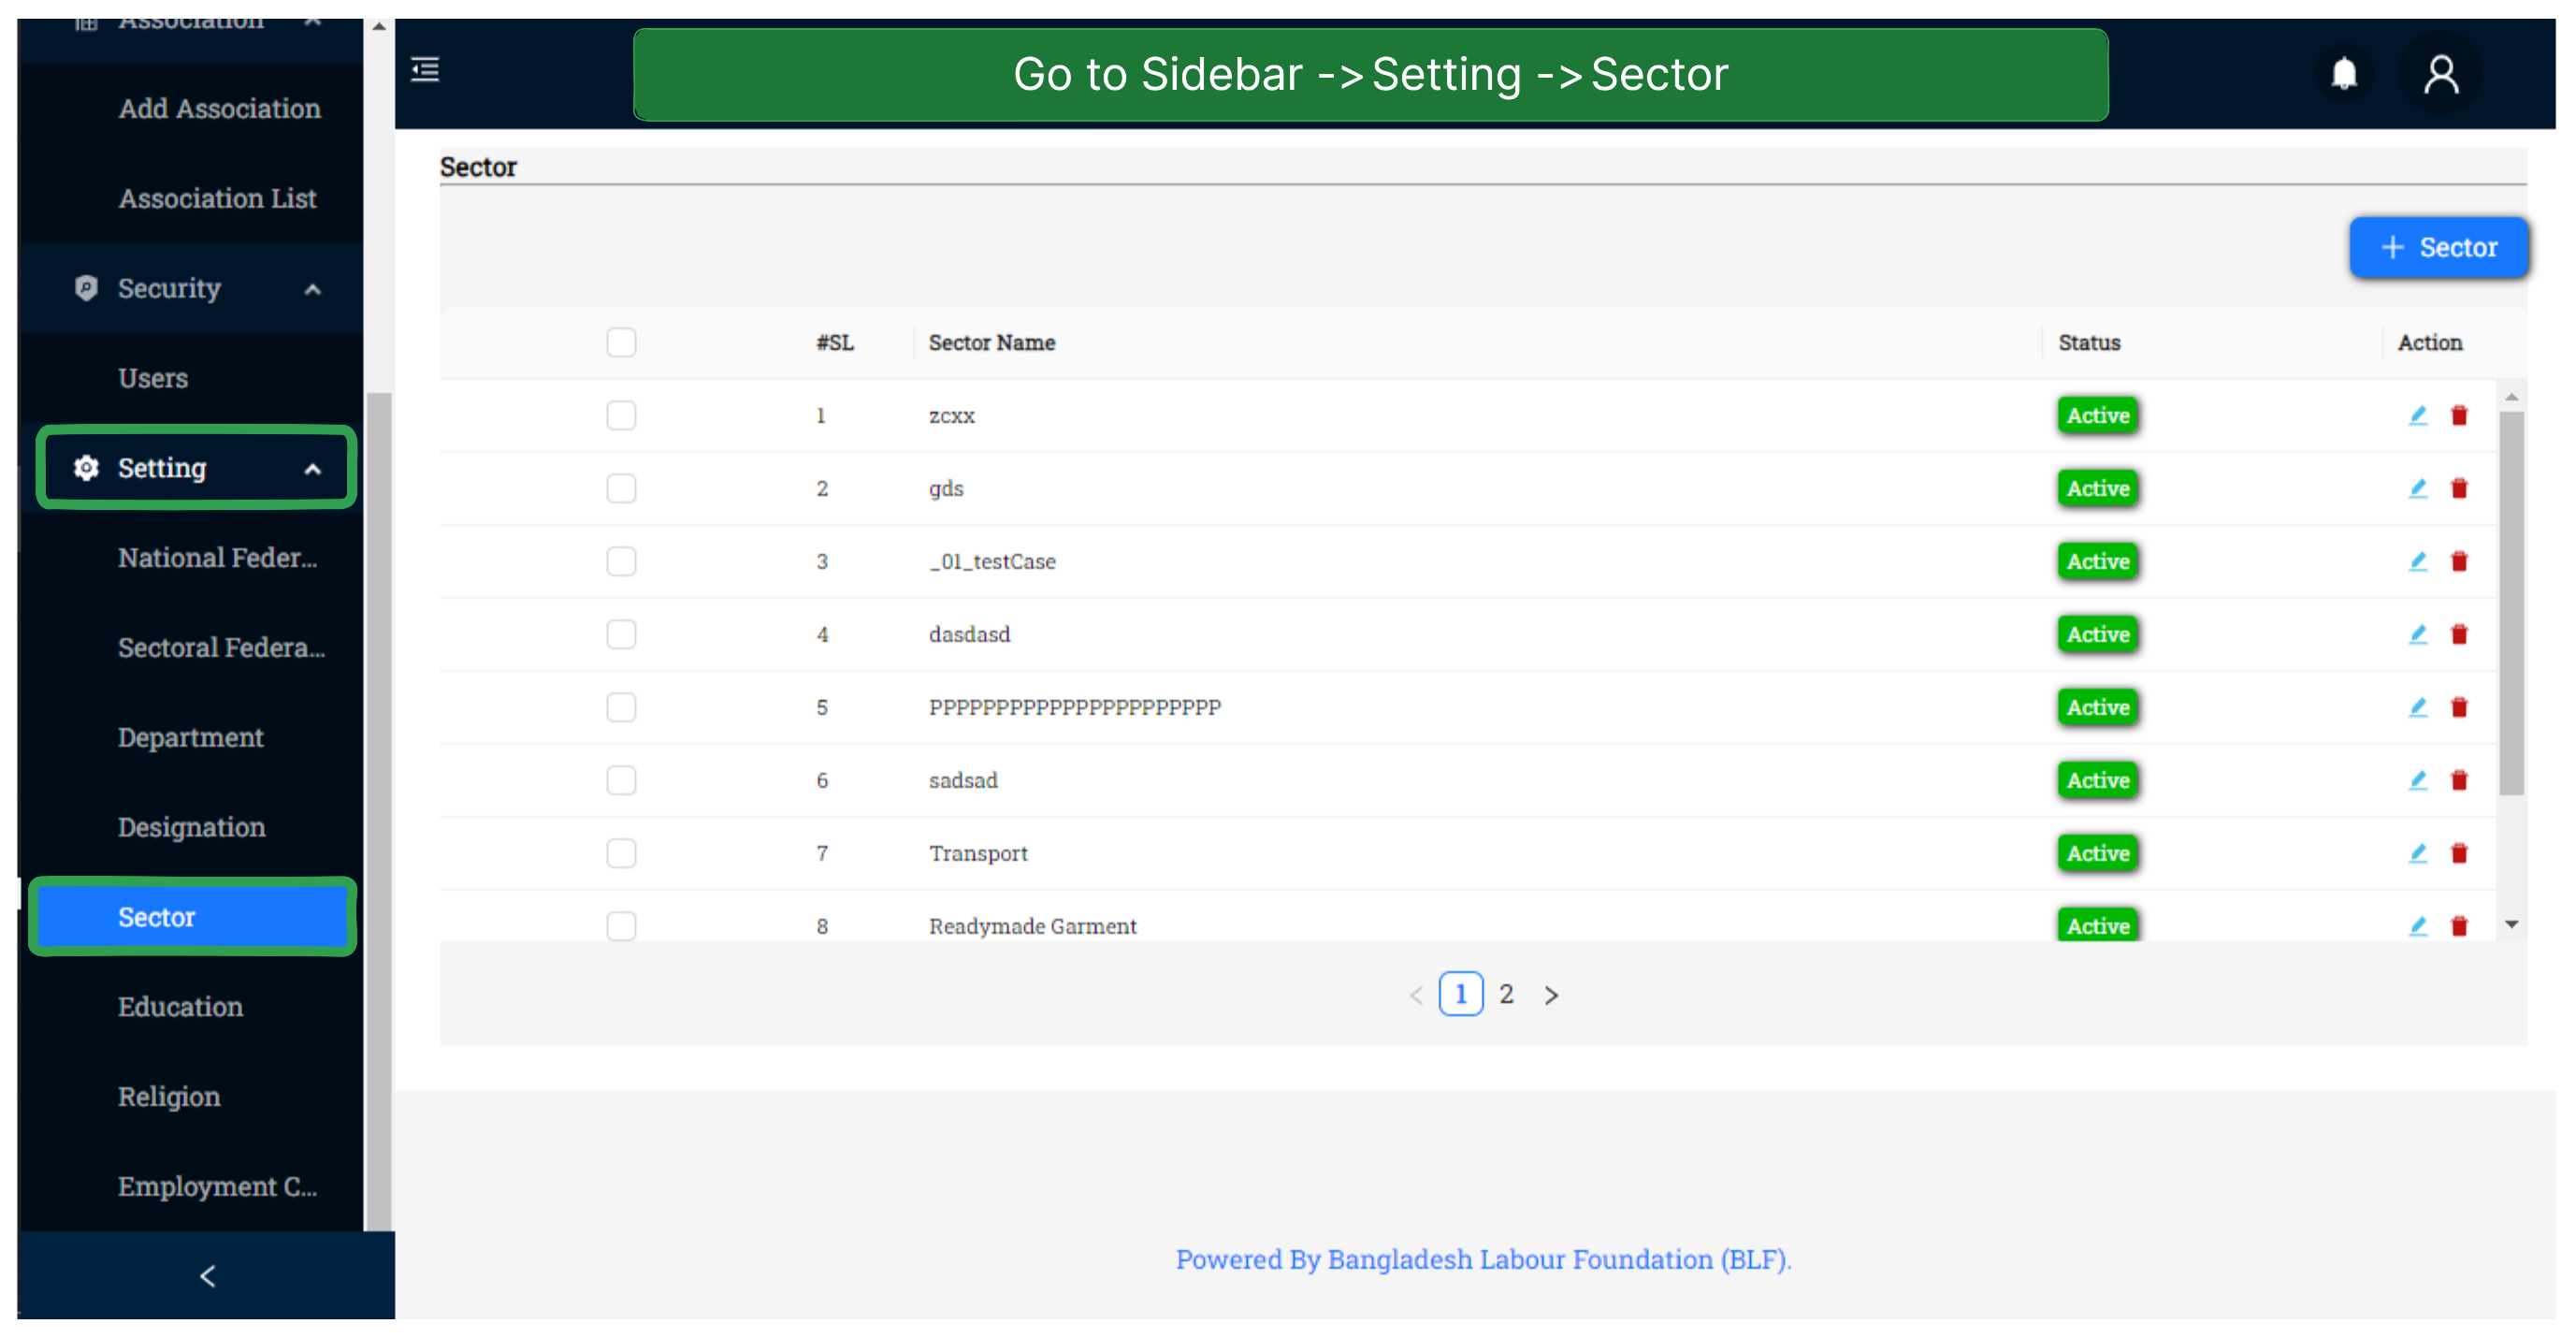 Association
Add Association
Association List
Security
Users
Setting
National Feder...
Sectoral Federa...
Department
Designation
Sector
Education
Religion
Employment C...
Go to Sidebar ->Setting ->Sector
Sector
+ Sector
#SL Sector Name Status Action
1 zcxx Active
2 gds Active
3 _01_testCase Active
4 dasdasd Active
5 PPPPPPPPPPPPPPPPPPPPPP Active
6 sadsad Active
7 Transport Active
8 Readymade Garment Active
< 1 2 >
Powered By Bangladesh Labour Foundation (BLF).